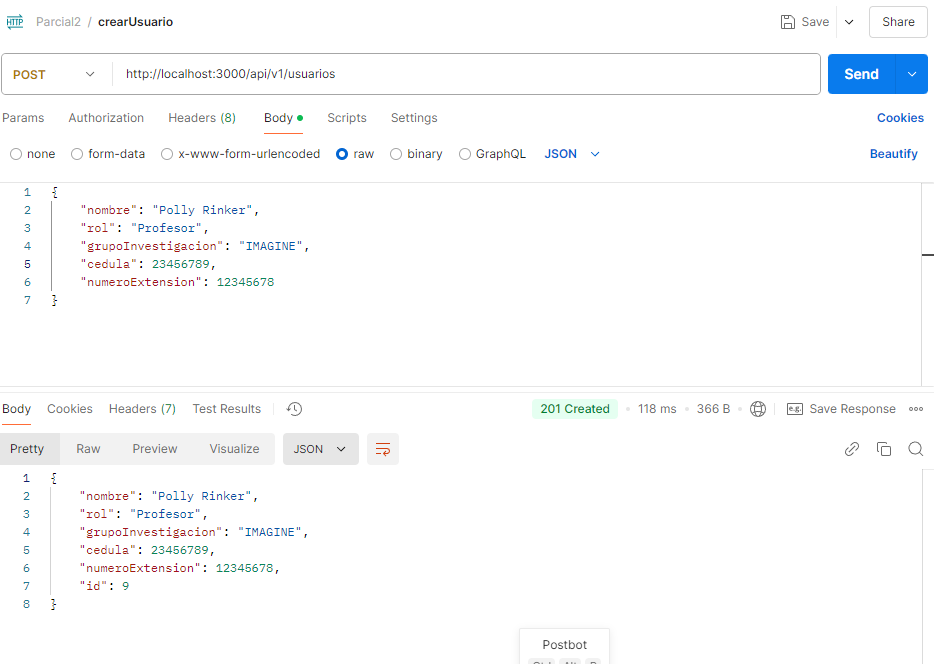 HTTP Parcial2 / crearUsuario Save Share
POST http://localhost:3000/api/v1/usuarios Send
Params Authorization Headers (8) Body Scripts Settings Cookies
none form-data x-www-form-urlencoded raw binary GraphQL JSON Beautify
1 {
2 "nombre": "Polly Rinker",
3 "rol": "Profesor",
4 "grupoInvestigacion": "IMAGINE",
5 "cedula": 23456789,
6 "numeroExtension": 12345678
7 }
Body Cookies Headers (7) Test Results 201 Created • 118 ms • 366 B • e.g. Save Response
Pretty Raw Preview Visualize JSON
1 {
2 "nombre": "Polly Rinker",
3 "rol": "Profesor",
4 "grupoInvestigacion": "IMAGINE",
5 "cedula": 23456789,
6 "numeroExtension": 12345678,
7 "id": 9
8 }
Postbot